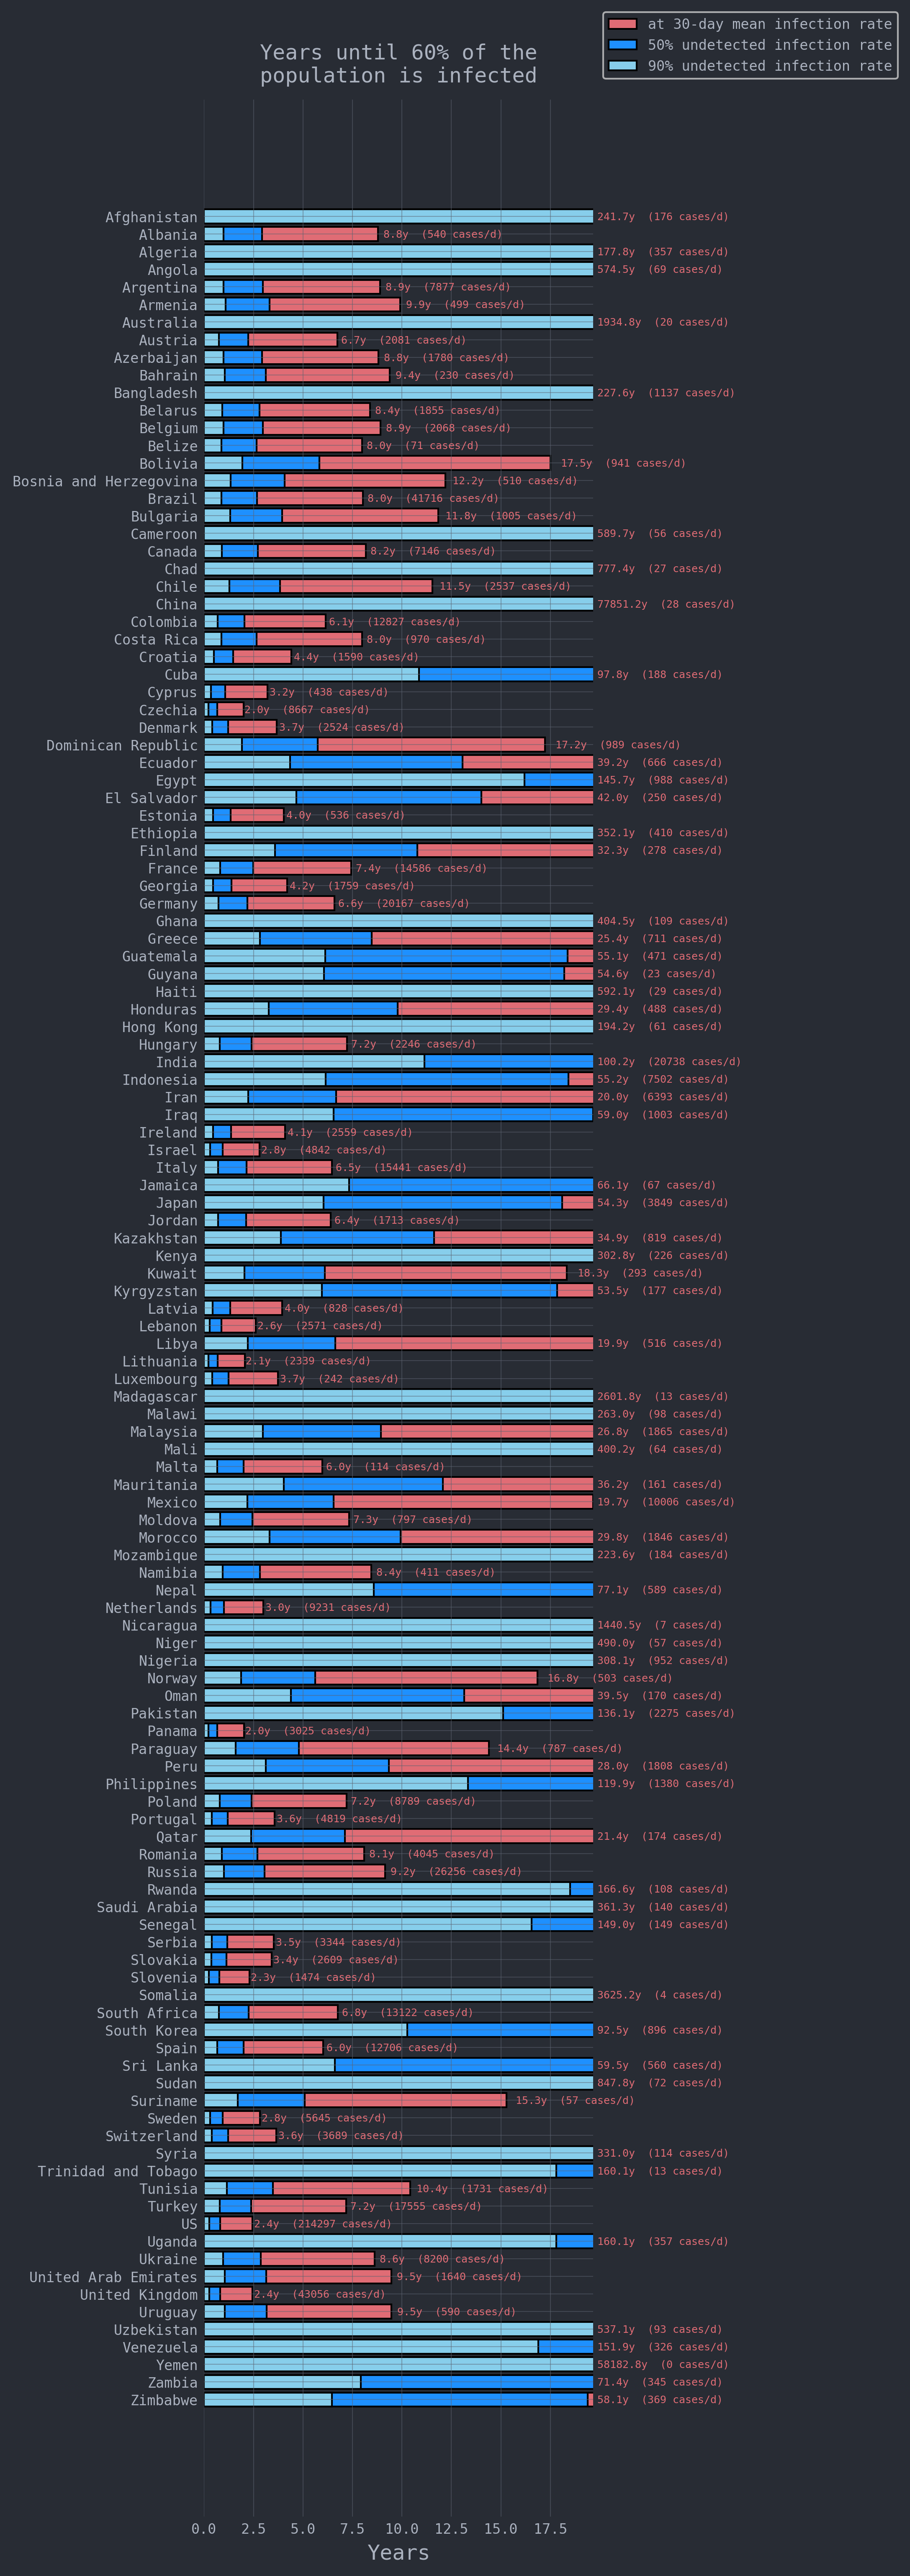 at 30-day mean infection rate
50% undetected infection rate
90% undetected infection rate
Years until 60% of the
population is infected
Afghanistan 241.7y (176 cases/d)
Albania 8.8y (540 cases/d)
Algeria 177.8y (357 cases/d)
Angola 574.5y (69 cases/d)
Argentina 8.9y (7877 cases/d)
Armenia 9.9y (499 cases/d)
Australia 1934.8y (20 cases/d)
Austria 6.7y (2081 cases/d)
Azerbaijan 8.8y (1780 cases/d)
Bahrain 9.4y (230 cases/d)
Bangladesh 227.6y (1137 cases/d)
Belarus 8.4y (1855 cases/d)
Belgium 8.9y (2068 cases/d)
Belize 8.0y (71 cases/d)
Bolivia 17.5y (941 cases/d)
Bosnia and Herzegovina 12.2y (510 cases/d)
Brazil 8.0y (41716 cases/d)
Bulgaria 11.8y (1005 cases/d)
Cameroon 589.7y (56 cases/d)
Canada 8.2y (7146 cases/d)
Chad 777.4y (27 cases/d)
Chile 11.5y (2537 cases/d)
China 77851.2y (28 cases/d)
Colombia 6.1y (12827 cases/d)
Costa Rica 8.0y (970 cases/d)
Croatia 4.4y (1590 cases/d)
Cuba 97.8y (188 cases/d)
Cyprus 3.2y (438 cases/d)
Czechia 2.0y (8667 cases/d)
Denmark 3.7y (2524 cases/d)
Dominican Republic 17.2y (989 cases/d)
Ecuador 39.2y (666 cases/d)
Egypt 145.7y (988 cases/d)
El Salvador 42.0y (250 cases/d)
Estonia 4.0y (536 cases/d)
Ethiopia 352.1y (410 cases/d)
Finland 32.3y (278 cases/d)
France 7.4y (14586 cases/d)
Georgia 4.2y (1759 cases/d)
Germany 6.6y (20167 cases/d)
Ghana 404.5y (109 cases/d)
Greece 25.4y (711 cases/d)
Guatemala 55.1y (471 cases/d)
Guyana 54.6y (23 cases/d)
Haiti 592.1y (29 cases/d)
Honduras 29.4y (488 cases/d)
Hong Kong 194.2y (61 cases/d)
Hungary 7.2y (2246 cases/d)
India 100.2y (20738 cases/d)
Indonesia 55.2y (7502 cases/d)
Iran 20.0y (6393 cases/d)
Iraq 59.0y (1003 cases/d)
Ireland 4.1y (2559 cases/d)
Israel 2.8y (4842 cases/d)
Italy 6.5y (15441 cases/d)
Jamaica 66.1y (67 cases/d)
Japan 54.3y (3849 cases/d)
Jordan 6.4y (1713 cases/d)
Kazakhstan 34.9y (819 cases/d)
Kenya 302.8y (226 cases/d)
Kuwait 18.3y (293 cases/d)
Kyrgyzstan 53.5y (177 cases/d)
Latvia 4.0y (828 cases/d)
Lebanon 2.6y (2571 cases/d)
Libya 19.9y (516 cases/d)
Lithuania 2.1y (2339 cases/d)
Luxembourg 3.7y (242 cases/d)
Madagascar 2601.8y (13 cases/d)
Malawi 263.0y (98 cases/d)
Malaysia 26.8y (1865 cases/d)
Mali 400.2y (64 cases/d)
Malta 6.0y (114 cases/d)
Mauritania 36.2y (161 cases/d)
Mexico 19.7y (10006 cases/d)
Moldova 7.3y (797 cases/d)
Morocco 29.8y (1846 cases/d)
Mozambique 223.6y (184 cases/d)
Namibia 8.4y (411 cases/d)
Nepal 77.1y (589 cases/d)
Netherlands 3.0y (9231 cases/d)
Nicaragua 1440.5y (7 cases/d)
Niger 490.0y (57 cases/d)
Nigeria 308.1y (952 cases/d)
Norway 16.8y (503 cases/d)
Oman 39.5y (170 cases/d)
Pakistan 136.1y (2275 cases/d)
Panama 2.0y (3025 cases/d)
Paraguay 14.4y (787 cases/d)
Peru 28.0y (1808 cases/d)
Philippines 119.9y (1380 cases/d)
Poland 7.2y (8789 cases/d)
Portugal 3.6y (4819 cases/d)
Qatar 21.4y (174 cases/d)
Romania 8.1y (4045 cases/d)
Russia 9.2y (26256 cases/d)
Rwanda 166.6y (108 cases/d)
Saudi Arabia 361.3y (140 cases/d)
Senegal 149.0y (149 cases/d)
Serbia 3.5y (3344 cases/d)
Slovakia 3.4y (2609 cases/d)
Slovenia 2.3y (1474 cases/d)
Somalia 3625.2y (4 cases/d)
South Africa 6.8y (13122 cases/d)
South Korea 92.5y (896 cases/d)
Spain 6.0y (12706 cases/d)
Sri Lanka 59.5y (560 cases/d)
Sudan 847.8y (72 cases/d)
Suriname 15.3y (57 cases/d)
Sweden 2.8y (5645 cases/d)
Switzerland 3.6y (3689 cases/d)
Syria 331.0y (114 cases/d)
Trinidad and Tobago 160.1y (13 cases/d)
Tunisia 10.4y (1731 cases/d)
Turkey 7.2y (17555 cases/d)
US 2.4y (214297 cases/d)
Uganda 160.1y (357 cases/d)
Ukraine 8.6y (8200 cases/d)
United Arab Emirates 9.5y (1640 cases/d)
United Kingdom 2.4y (43056 cases/d)
Uruguay 9.5y (590 cases/d)
Uzbekistan 537.1y (93 cases/d)
Venezuela 151.9y (326 cases/d)
Yemen 58182.8y (0 cases/d)
Zambia 71.4y (345 cases/d)
Zimbabwe 58.1y (369 cases/d)
0.0 2.5 5.0 7.5 10.0 12.5 15.0 17.5
Years